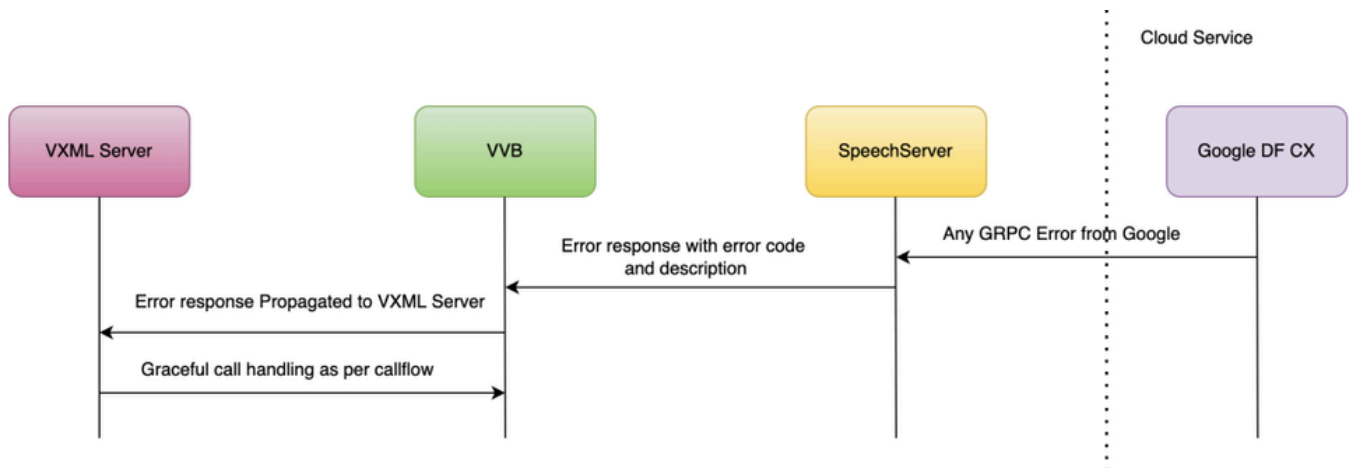 Cloud Service
VXML Server
VVB
SpeechServer
Google DF CX
Any GRPC Error from Google
Error response with error code
and description
Error response Propagated to VXML Server
Graceful call handling as per callflow